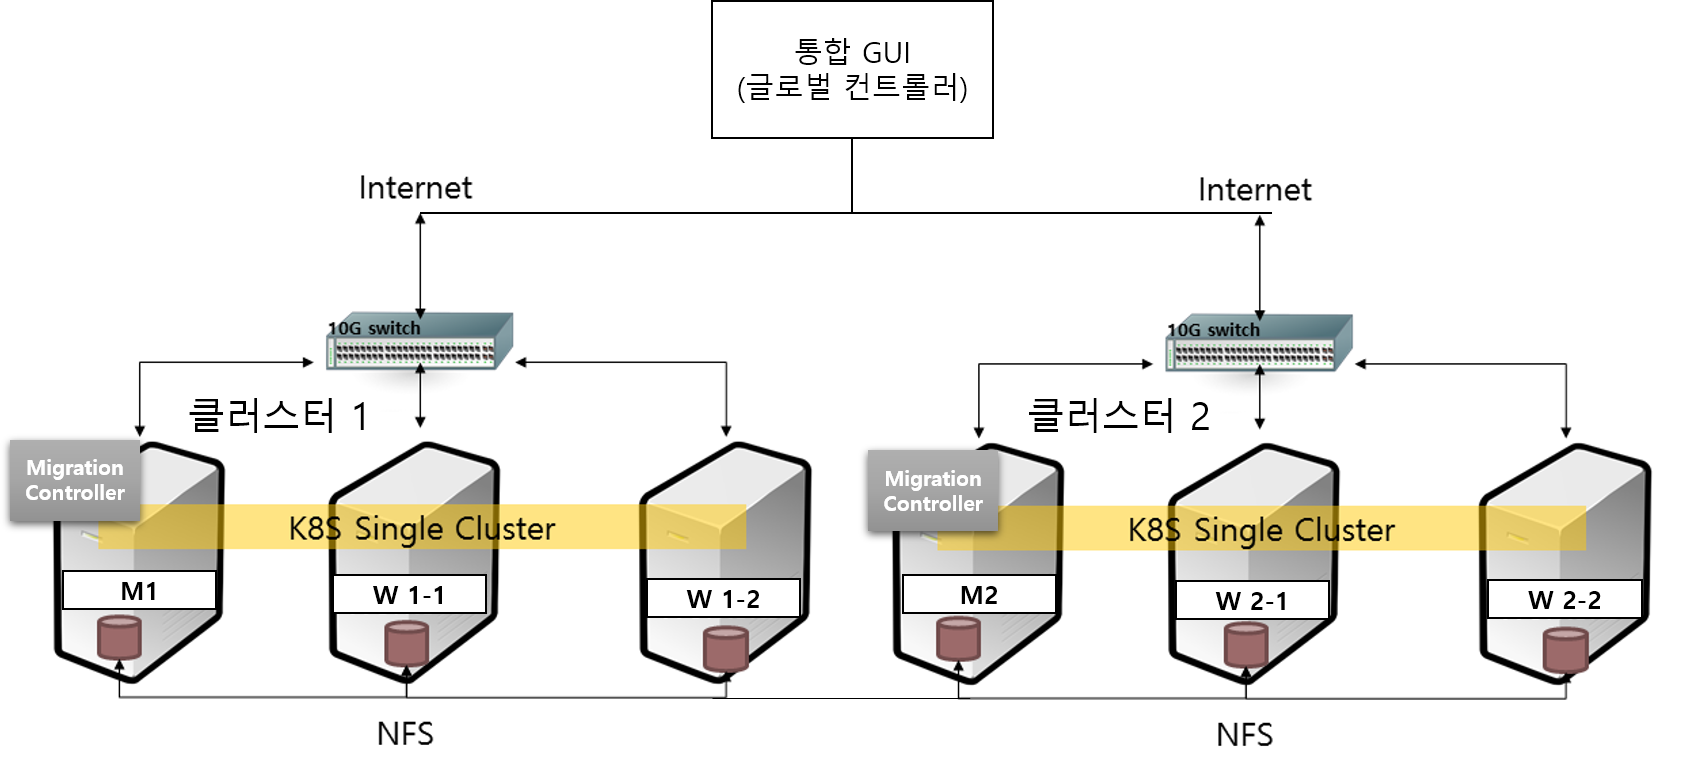 통합 GUI
(글로벌 컨트롤러)
Internet
Internet
10G switch
10G switch
클러스터 1
클러스터 2
Migration
Controller
Migration
Controller
K8S Single Cluster
K8S Single Cluster
M1
W 1-1
W 1-2
M2
W 2-1
W 2-2
NFS
NFS